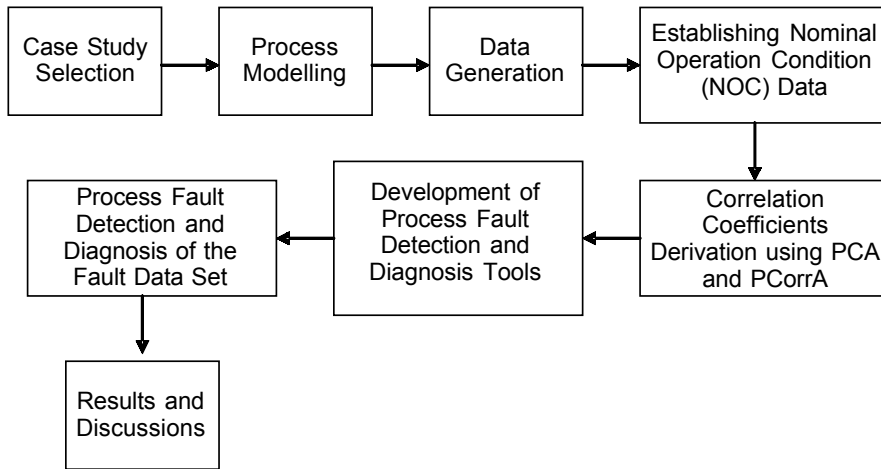 Case Study
Selection
Process
Modelling
Data
Generation
Establishing Nominal
Operation Condition
(NOC) Data
Correlation
Coefficients
Derivation using PCA
and PCorrA
Development of
Process Fault
Detection and
Diagnosis Tools
Process Fault
Detection and
Diagnosis of the
Fault Data Set
Results and
Discussions